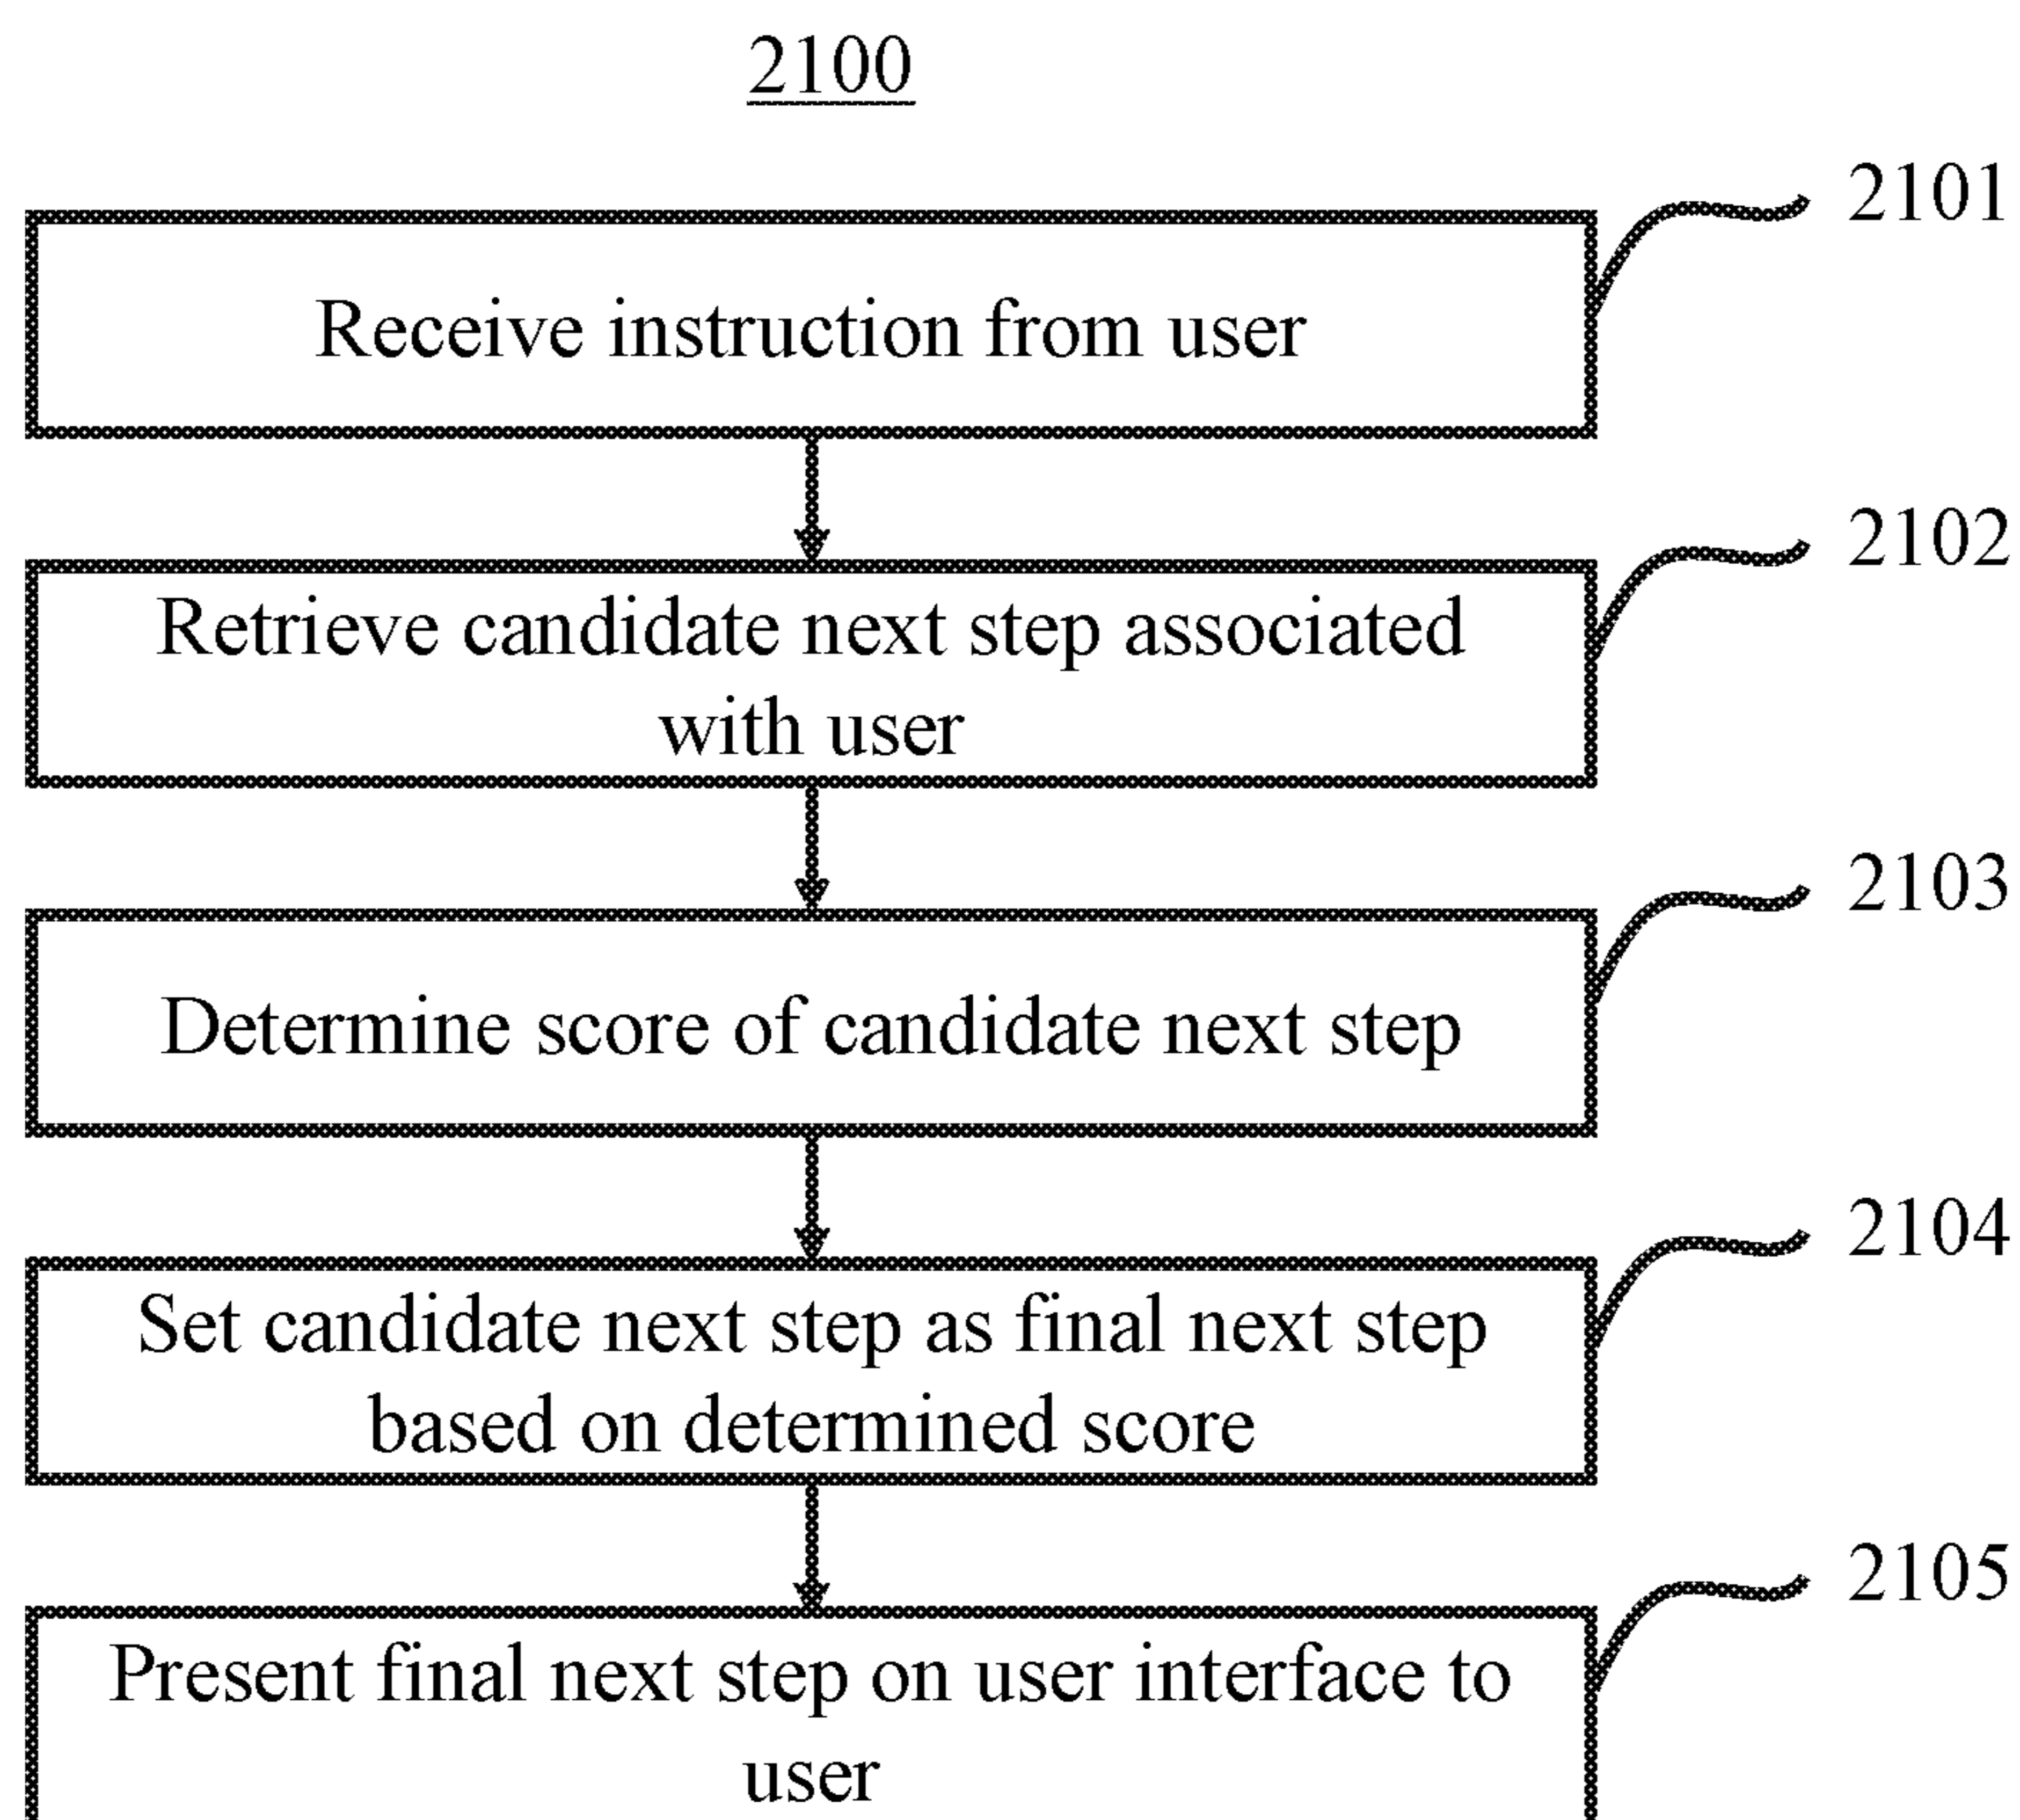 2100
2101
Receive instruction from user
2102
Retrieve candidate next step associated
with user
2103
Determine score of candidate next step
2104
Set candidate next step as final next step
based on determined score
2105
Present final next step on user interface to
user